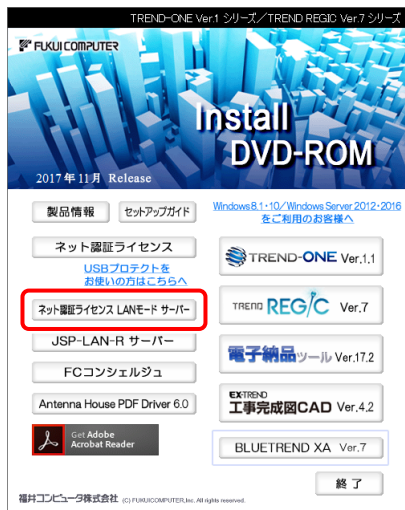 TREND-ONE Ver.1 シリーズ／TREND REGIC Ver.7 シリーズ
FUKUI COMPUTER
Install
DVD-ROM
2017年11月 Release
製品情報
セットアップガイド
Windows8.1・10／Windows Server 2012・2016
をご利用のお客様へ
ネット認証ライセンス
USBプロテクトを
お使いの方はこちらへ
ネット認証ライセンス LANモード サーバー
JSP-LAN-R サーバー
FCコンシェルジュ
Antenna House PDF Driver 6.0
Get Adobe
Acrobat Reader
TREND-ONE Ver.1.1
TREND REGIC Ver.7
電子納品ツール Ver.17.2
EX-TREND
工事完成図CAD Ver.4.2
BLUETREND XA Ver.7
終了
福井コンピュータ株式会社 (C) FUKUICOMPUTER,Inc. All rights reserved.